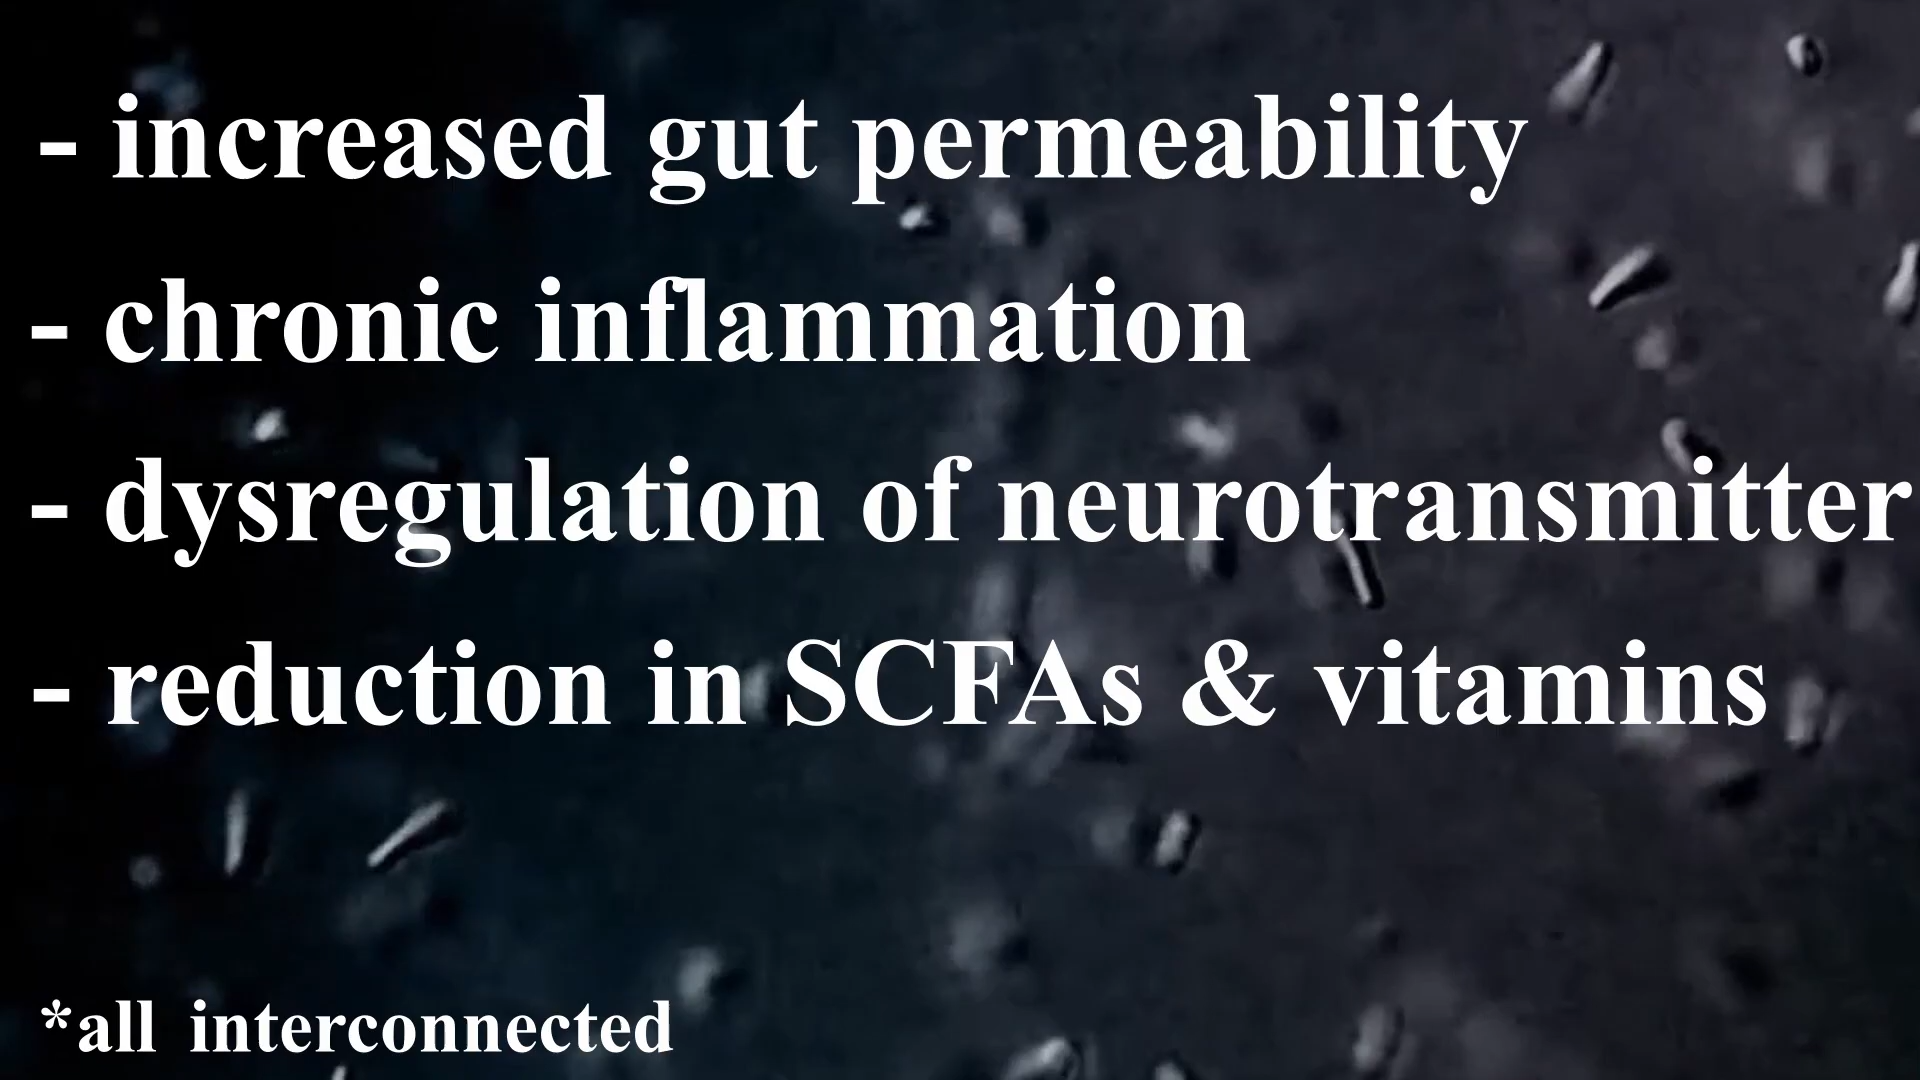 - increased gut permeability
- chronic inflammation
- dysregulation of neurotransmitter
- reduction in SCFAs & vitamins
*all interconnected